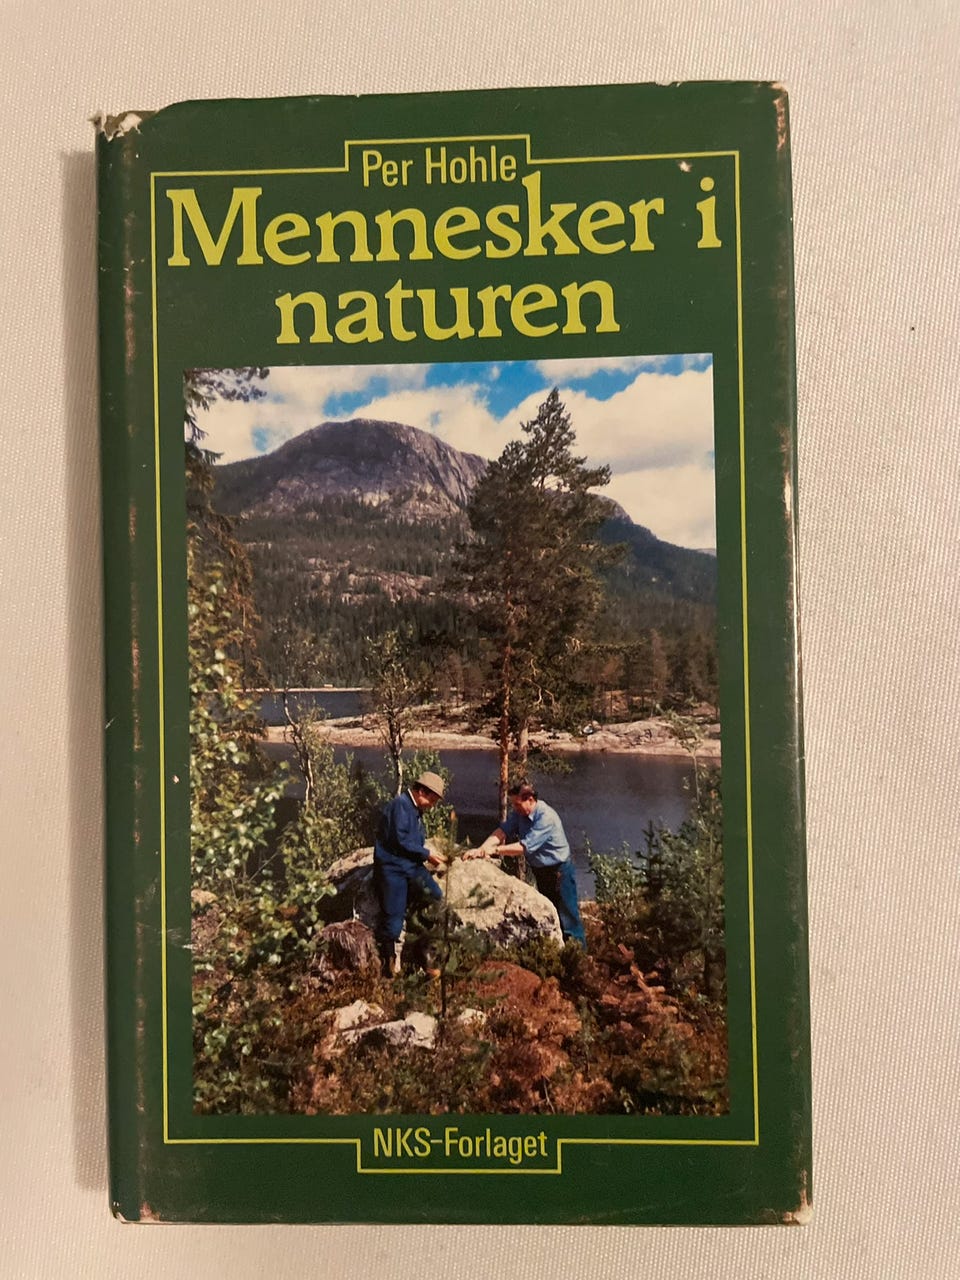 Per Hohle
Mennesker i
naturen
NKS-Forlaget